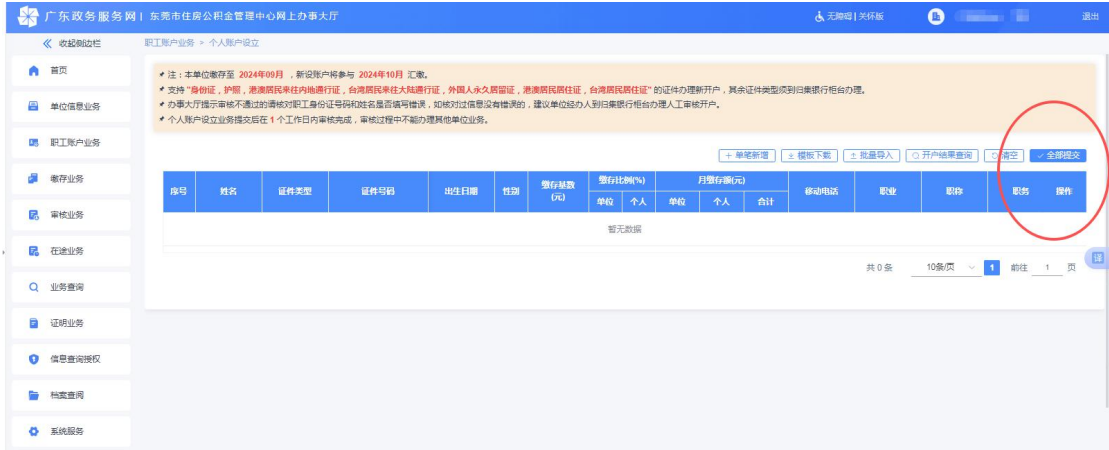 广东政务服务网 | 东莞市住房公积金管理中心网上办事大厅
无障碍 | 关怀版
退出
收起侧边栏
职工账户业务 > 个人账户设立
首页
单位信息业务
职工账户业务
缴存业务
审核业务
在途业务
业务查询
证明业务
信息查询授权
档案查阅
系统服务
注：本单位缴存至 2024年09月 ，新设账户将参与 2024年10月 汇缴。
支持 "身份证，护照，港澳居民来往内地通行证，台湾居民来往大陆通行证，外国人永久居留证，港澳居民居住证，台湾居民居住证" 的证件办理新开户，其余证件类型须到归集银行柜台办理。
办事大厅提示审核不通过的请核对职工身份证号码和姓名是否填写错误，如核对过信息没有错误的，建议单位经办人到归集银行柜台办理人工审核开户。
个人账户设立业务提交后在 1 个工作日内审核完成，审核过程中不能办理其他单位业务。
单笔新增 模板下载 批量导入 开户结果查询 清空 全部提交
序号 姓名 证件类型 证件号码 出生日期 性别 缴存基数(元) 缴存比例(%) 月缴存额(元) 移动电话 职业 职称 职务 操作
单位 个人 单位 个人 合计
暂无数据
共 0 条 10条/页 1 前往 1 页
译